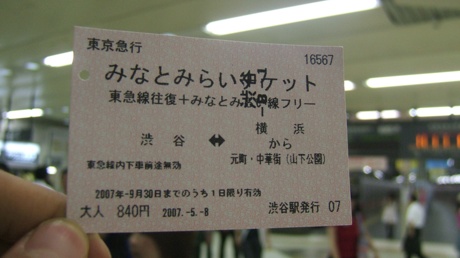 東京急行
16567
みなとみらいチケット
東急線往復+みなとみらい線フリー
渋谷 ⇔ 横浜から
元町・中華街(山下公園)
東急線内下車前途無効
2007年-9月30日までのうち1日限り有効
大人 840円 2007.-5.-8 渋谷駅発行 07